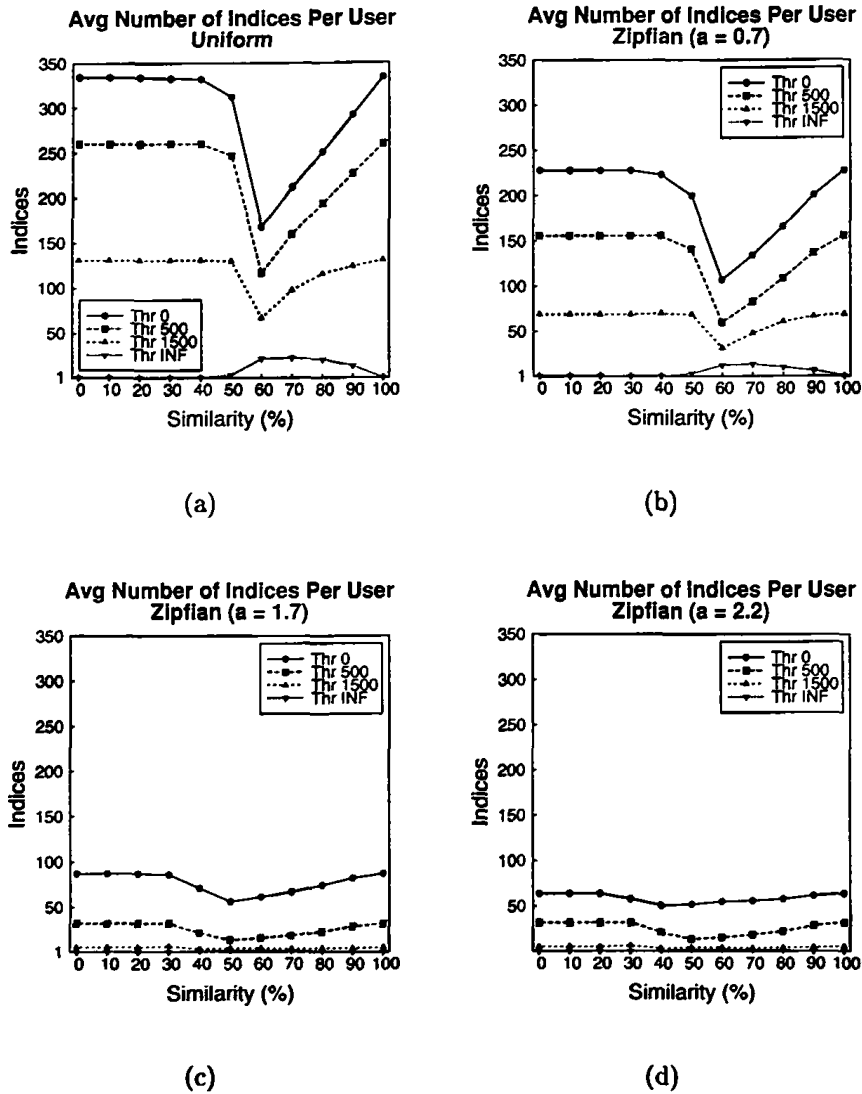 Avg Number of Indices Per User
Uniform
350
300
250
200
150
100
50
1
Indices
Thr 0
Thr 500
Thr 1500
Thr INF
0 10 20 30 40 50 60 70 80 90 100
Similarity (%)
(a)
Avg Number of Indices Per User
Zipfian (a = 0.7)
350
300
250
200
150
100
50
1
Indices
Thr 0
Thr 500
Thr 1500
Thr INF
0 10 20 30 40 50 60 70 80 90 100
Similarity (%)
(b)
Avg Number of Indices Per User
Zipfian (a = 1.7)
350
300
250
200
150
100
50
1
Indices
Thr 0
Thr 500
Thr 1500
Thr INF
0 10 20 30 40 50 60 70 80 90 100
Similarity (%)
(c)
Avg Number of Indices Per User
Zipfian (a = 2.2)
350
300
250
200
150
100
50
1
Indices
Thr 0
Thr 500
Thr 1500
Thr INF
0 10 20 30 40 50 60 70 80 90 100
Similarity (%)
(d)